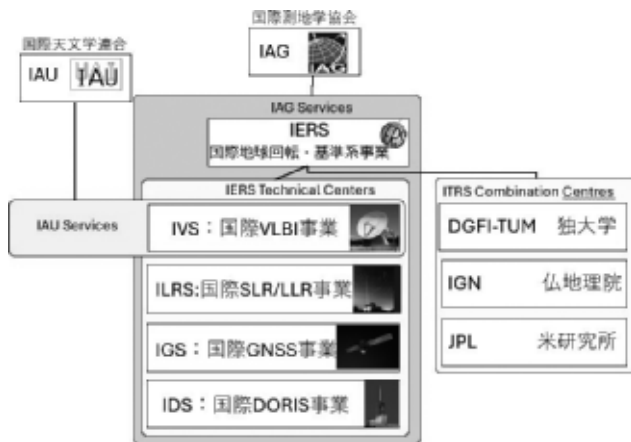 国際測地学協会
IAG
IAG
国際天文学連合
IAU
IAU
IAG Services
IERS
国際地球回転・基準系事業
IERS Technical Centers
ITRS Combination Centres
IAU Services
IVS：国際VLBI事業
DGFI-TUM 独大学
ILRS:国際SLR/LLR事業
IGN 仏地理院
IGS：国際GNSS事業
JPL 米研究所
IDS：国際DORIS事業